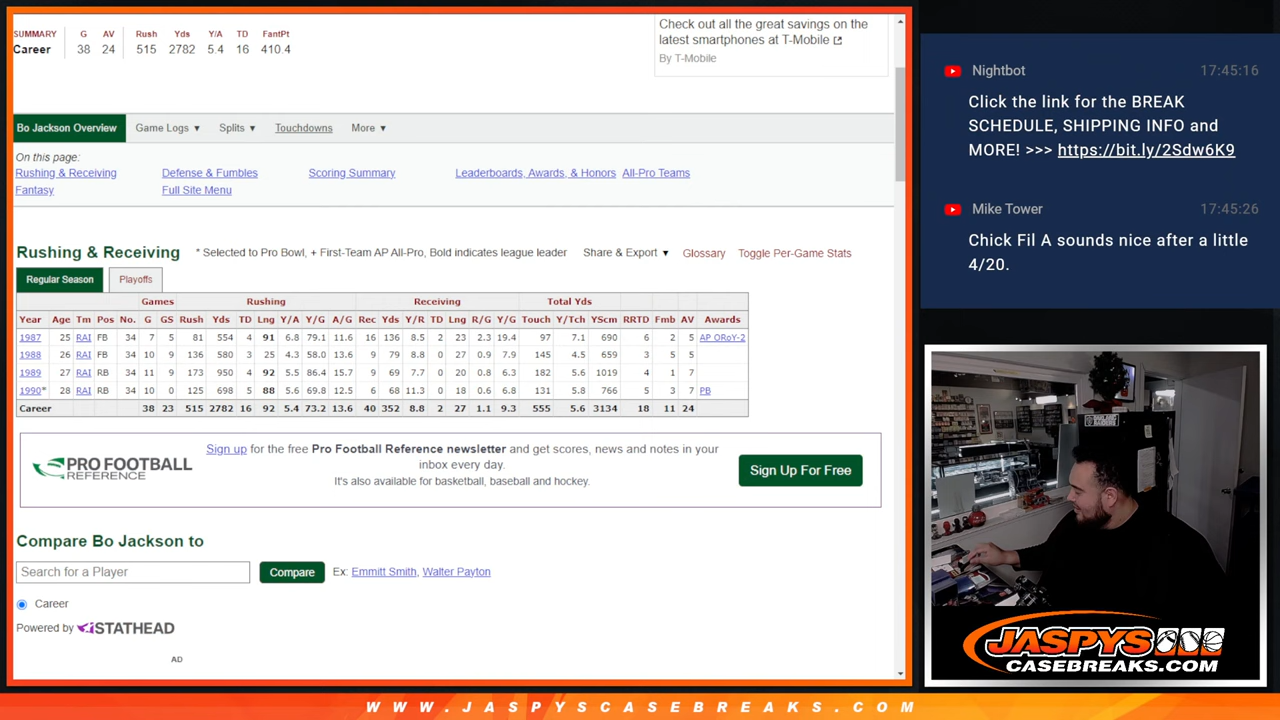 SUMMARY G AV Rush Yds Y/A TD FantPt
Career 38 24 515 2782 5.4 16 410.4
Check out all the great savings on the
latest smartphones at T-Mobile
By T-Mobile
Bo Jackson Overview Game Logs ▼ Splits ▼ Touchdowns More ▼
On this page:
Rushing & Receiving Defense & Fumbles Scoring Summary Leaderboards, Awards, & Honors All-Pro Teams
Fantasy Full Site Menu
Rushing & Receiving * Selected to Pro Bowl, + First-Team AP All-Pro, Bold indicates league leader Share & Export ▼ Glossary Toggle Per-Game Stats
Regular Season Playoffs
Games Rushing Receiving Total Yds
Year Age Tm Pos No. G GS Rush Yds TD Lng Y/A Y/G A/G Rec Yds Y/R TD Lng R/G Y/G Touch Y/Tch YScm RRTD Fmb AV Awards
1987 25 RAI FB 34 7 5 81 554 4 91 6.8 79.1 11.6 16 136 8.5 2 23 2.3 19.4 97 7.1 690 6 2 5 AP ORoY-2
1988 26 RAI FB 34 10 9 136 580 3 25 4.3 58.0 13.6 9 79 8.8 0 27 0.9 7.9 145 4.5 659 3 5 5
1989 27 RAI RB 34 11 9 173 950 4 92 5.5 86.4 15.7 9 69 7.7 0 20 0.8 6.3 182 5.6 1019 4 1 7
1990* 28 RAI RB 34 10 0 125 698 5 88 5.6 69.8 12.5 6 68 11.3 0 18 0.6 6.8 131 5.8 766 5 3 7 PB
Career 38 23 515 2782 16 92 5.4 73.2 13.6 40 352 8.8 2 27 1.1 9.3 555 5.6 3134 18 11 24
PRO FOOTBALL
REFERENCE
Sign up for the free Pro Football Reference newsletter and get scores, news and notes in your
inbox every day.
It's also available for basketball, baseball and hockey.
Sign Up For Free
Compare Bo Jackson to
Search for a Player Compare Ex: Emmitt Smith, Walter Payton
Career
Powered by STATHEAD
AD
Nightbot 17:45:16
Click the link for the BREAK
SCHEDULE, SHIPPING INFO and
MORE! >>> https://bit.ly/2Sdw6K9
Mike Tower 17:45:26
Chick Fil A sounds nice after a little
4/20.
JASPYS
CASEBREAKS.COM
WWW.JASPYSCASEBREAKS.COM